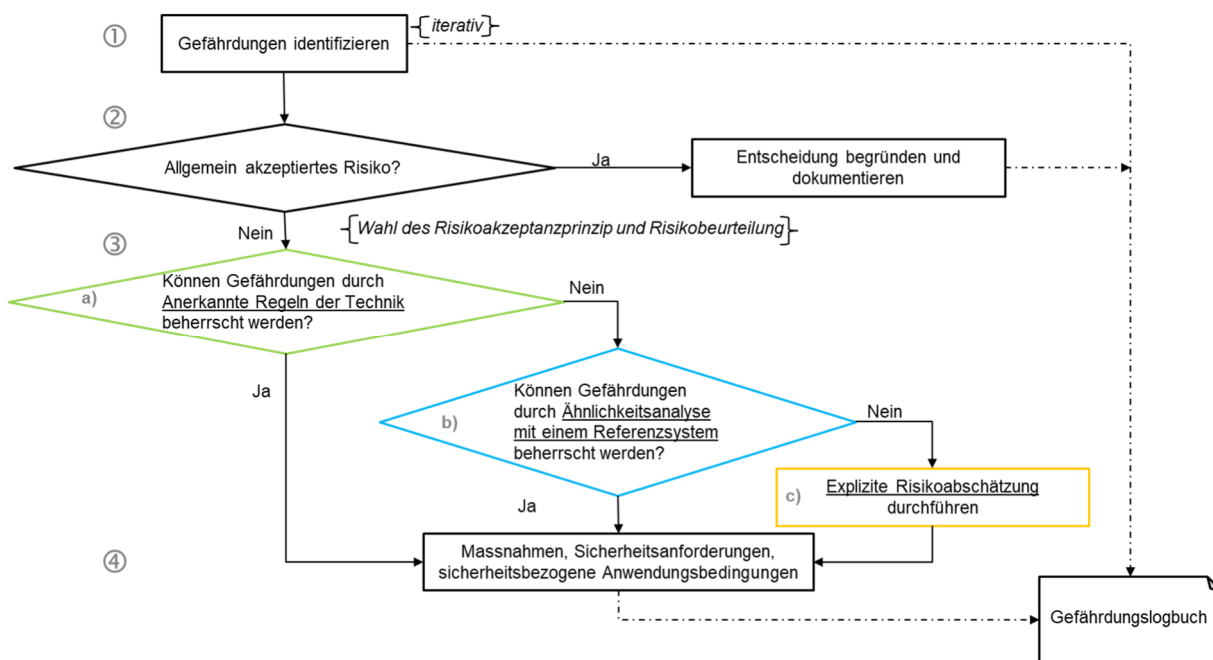 ①
Gefährdungen identifizieren
iterativ
②
Allgemein akzeptiertes Risiko?
Ja
Entscheidung begründen und
dokumentieren
Nein
Wahl des Risikoakzeptanzprinzip und Risikobeurteilung
③
a)
Können Gefährdungen durch
Anerkannte Regeln der Technik
beherrscht werden?
Nein
Ja
b)
Können Gefährdungen
durch Ähnlichkeitsanalyse
mit einem Referenzsystem
beherrscht werden?
Nein
c)
Explizite Risikoabschätzung
durchführen
Ja
④
Massnahmen, Sicherheitsanforderungen,
sicherheitsbezogene Anwendungsbedingungen
Gefährdungslogbuch